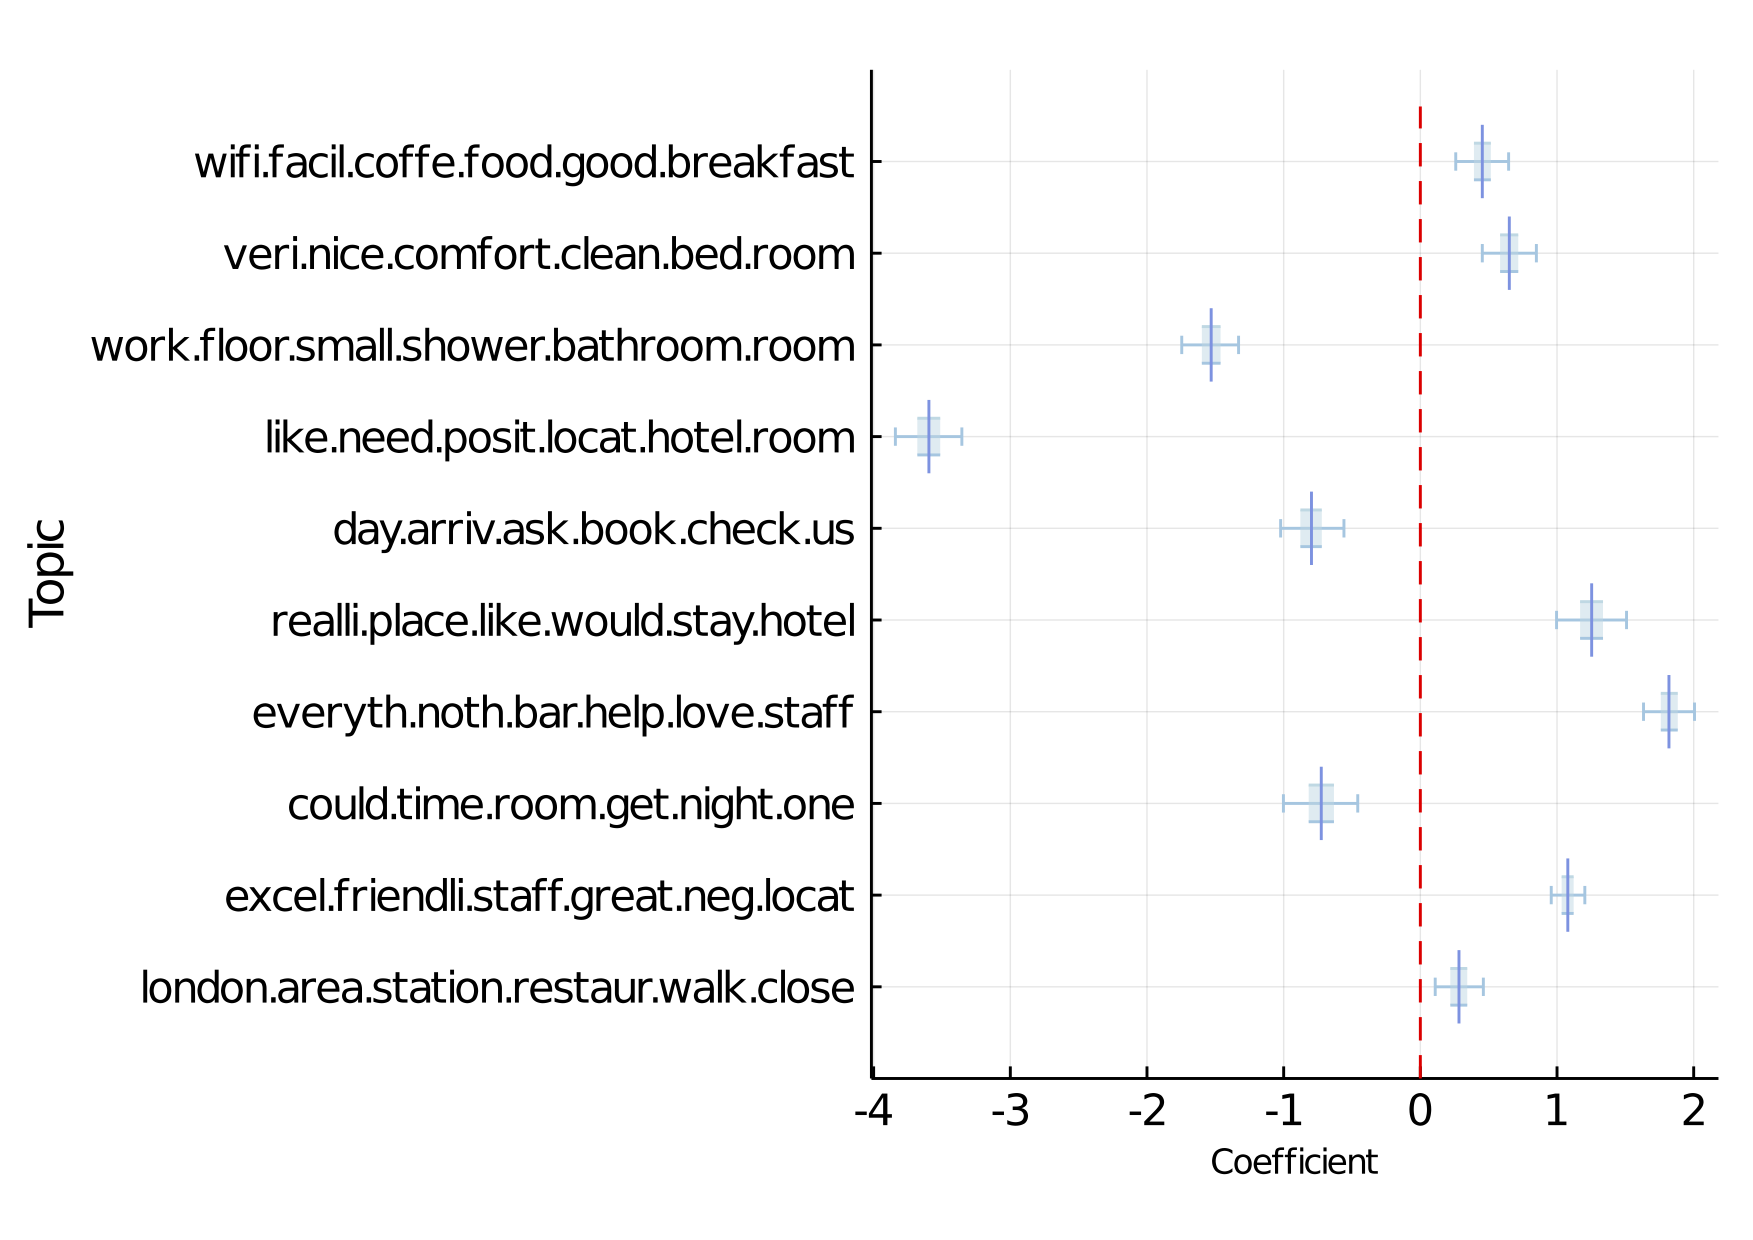 wifi.facil.coffe.food.good.breakfast
veri.nice.comfort.clean.bed.room
work.floor.small.shower.bathroom.room
like.need.posit.locat.hotel.room
day.arriv.ask.book.check.us
realli.place.like.would.stay.hotel
everyth.noth.bar.help.love.staff
could.time.room.get.night.one
excel.friendli.staff.great.neg.locat
london.area.station.restaur.walk.close
Topic
-4 -3 -2 -1 0 1 2
Coefficient